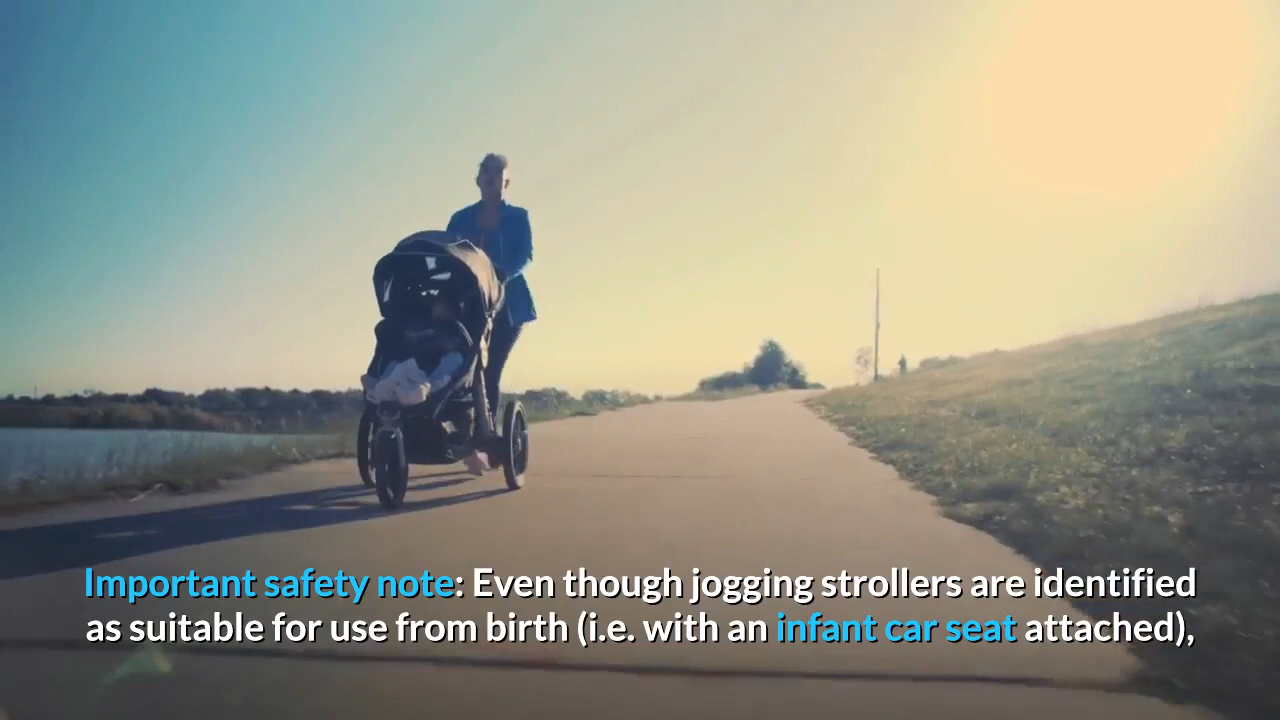 Important safety note: Even though jogging strollers are identified
as suitable for use from birth (i.e. with an infant car seat attached),